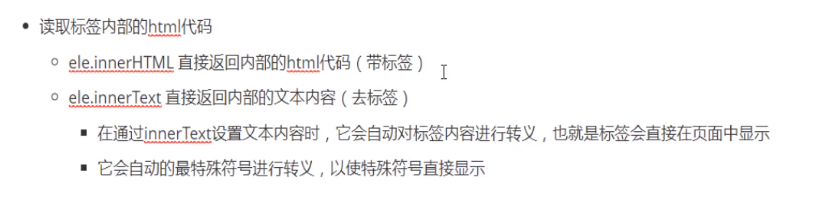 读取标签内部的html代码
ele.innerHTML 直接返回内部的html代码（带标签）
ele.innerText 直接返回内部的文本内容（去标签）
在通过innerText设置文本内容时，它会自动对标签内容进行转义，也就是标签会直接在页面中显示
它会自动的最特殊符号进行转义，以使特殊符号直接显示